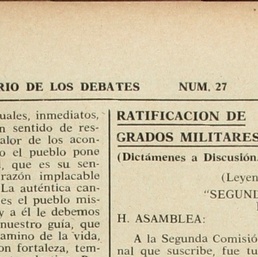 RIO DE LOS DEBATES NUM. 27
uales, inmediatos,
n sentido de res-
alor de los acon-
o el pueblo pone
, que es su sen-
razón implacable
La auténtica can-
es el pueblo mis-
y a él le debemos
nuestro guía, que
amino de la vida,
on fortaleza, tem-
RATIFICACION DE
GRADOS MILITARES
(Dictámenes a Discusión
(Leyen
"SEGUND
H. ASAMBLEA:
A la Segunda Comisió
nal que suscribe, fue tu